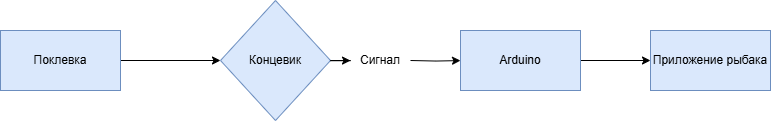 Поклевка
Концевик
Сигнал
Arduino
Приложение рыбака